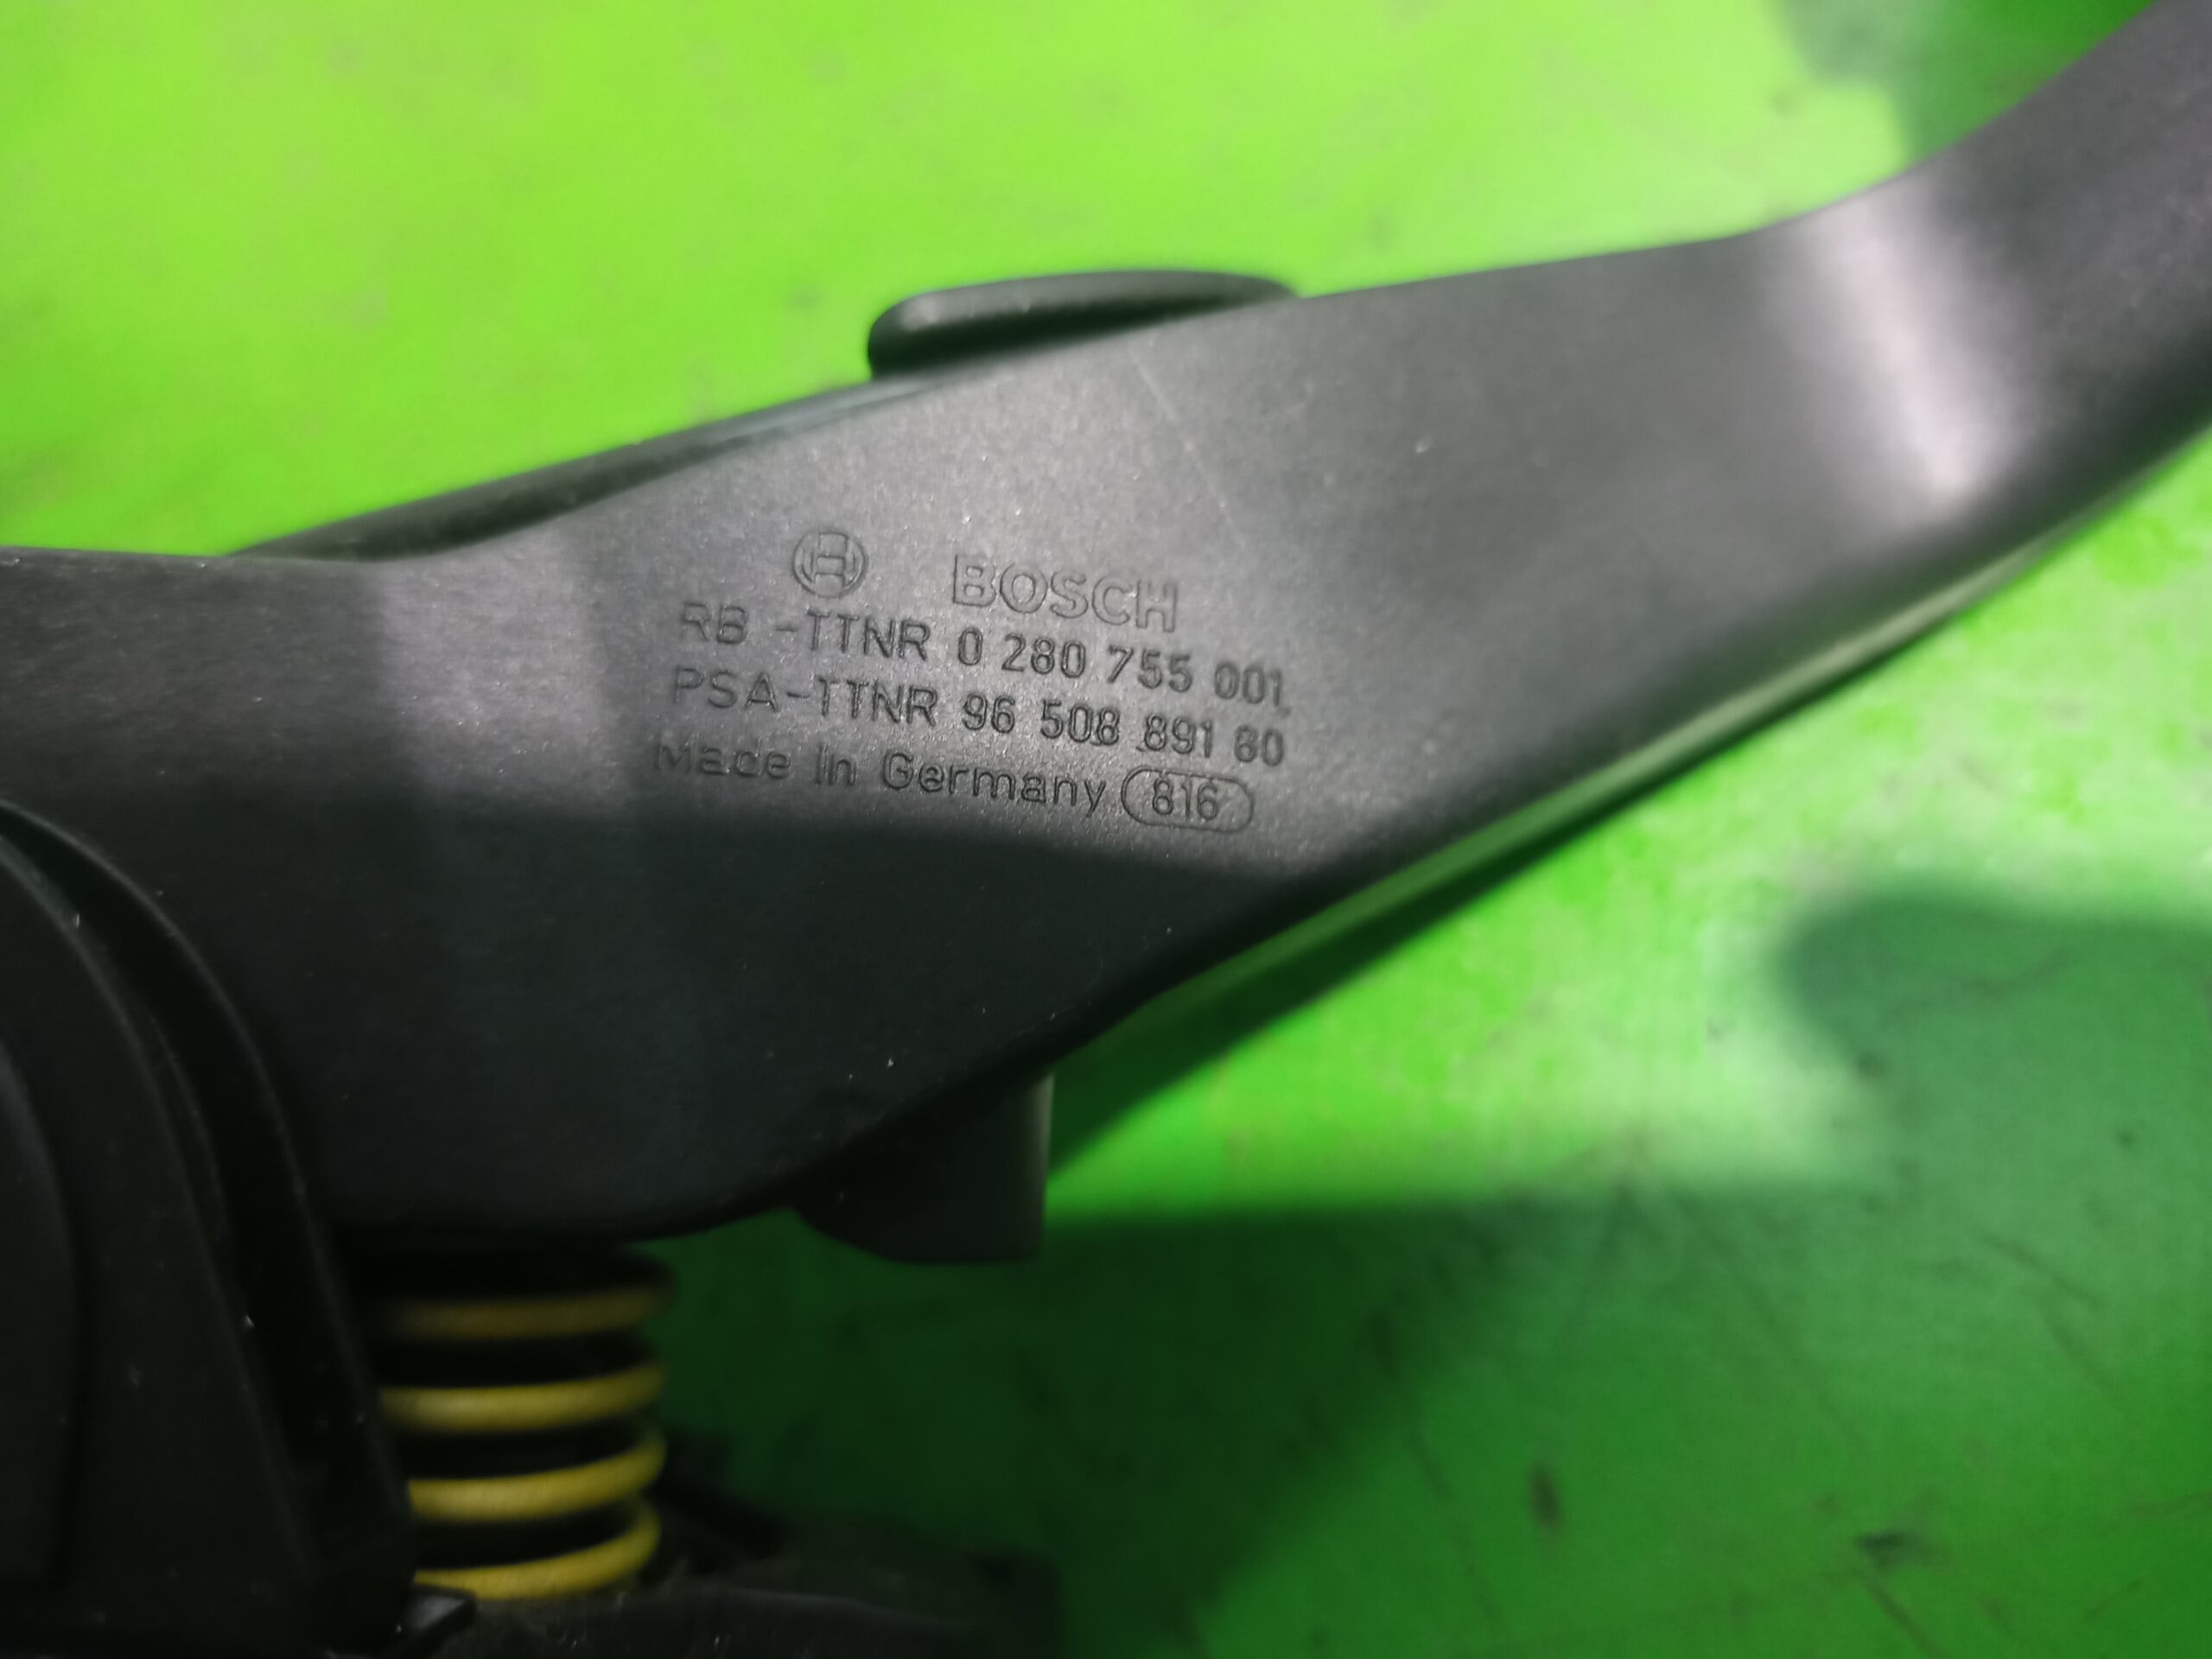 BOSCH
RB -TTNR 0 280 755 001
PSA-TTNR 96 508 891 80
Made in Germany 816